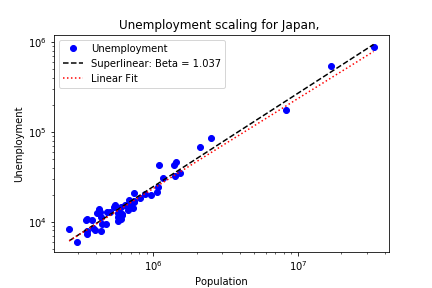 Unemployment scaling for Japan,
Unemployment
Superlinear: Beta = 1.037
Linear Fit
Unemployment
10⁶
10⁵
10⁴
10⁶
10⁷
Population